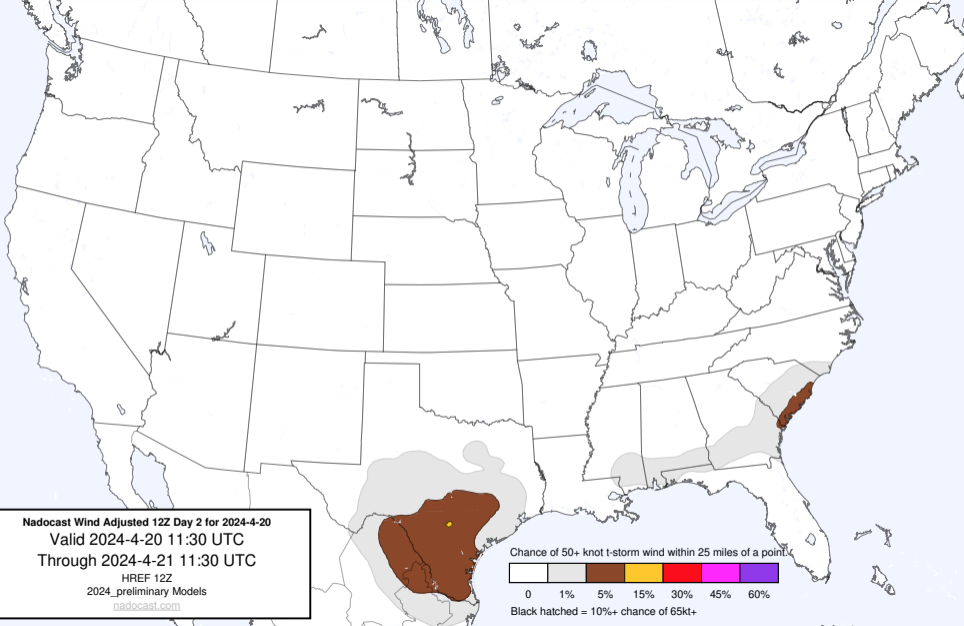 Nadocast Wind Adjusted 12Z Day 2 for 2024-4-20
Valid 2024-4-20 11:30 UTC
Through 2024-4-21 11:30 UTC
HREF 12Z
2024_preliminary Models
nadocast.com
Chance of 50+ knot t-storm wind within 25 miles of a point.
0 1% 5% 15% 30% 45% 60%
Black hatched = 10%+ chance of 65kt+